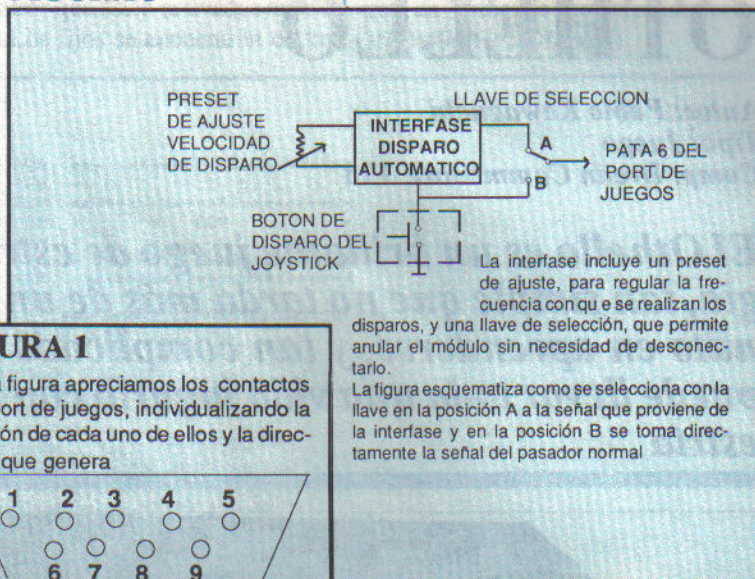 PRESET
DE AJUSTE
VELOCIDAD
DE DISPARO
INTERFASE
DISPARO
AUTOMATICO
LLAVE DE SELECCION
A
B
PATA 6 DEL
PORT DE
JUEGOS
BOTON DE
DISPARO DEL
JOYSTICK
La interfase incluye un preset
de ajuste, para regular la fre-
cuencia conqu e se realizan los
disparos, y una llave de selección, que permite
anular el módulo sin necesidad de desconec-
tarlo.
La figura esquematiza como se selecciona con la
llave en la posición A a la señal que proviene de
la interfase y en la posición B se toma direc-
tamente la señal del pasador normal
URA 1
figura apreciamos los contactos
ort de juegos, individualizando la
ón de cada uno de ellos y la direc-
que genera
1 2 3 4 5
6 7 8 9